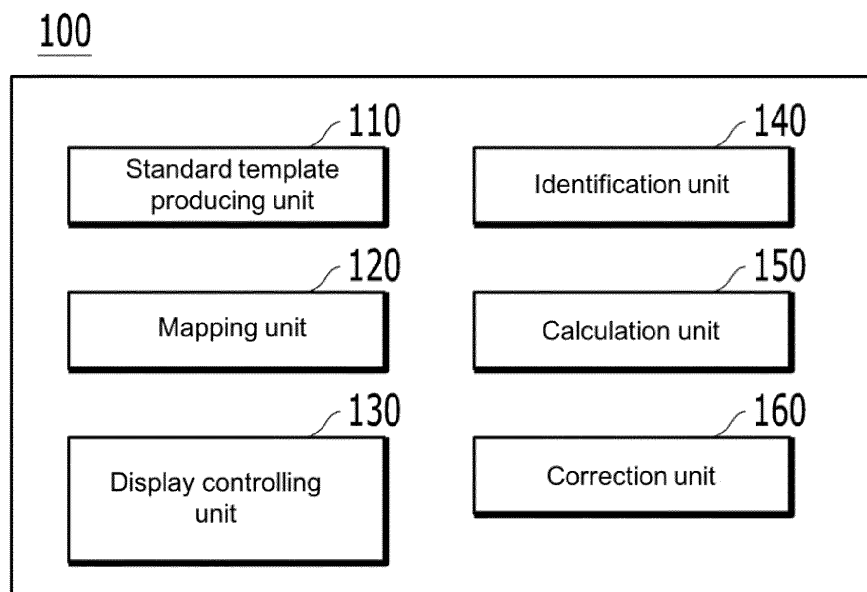 100
110
Standard template
producing unit
140
Identification unit
120
Mapping unit
150
Calculation unit
130
Display controlling
unit
160
Correction unit